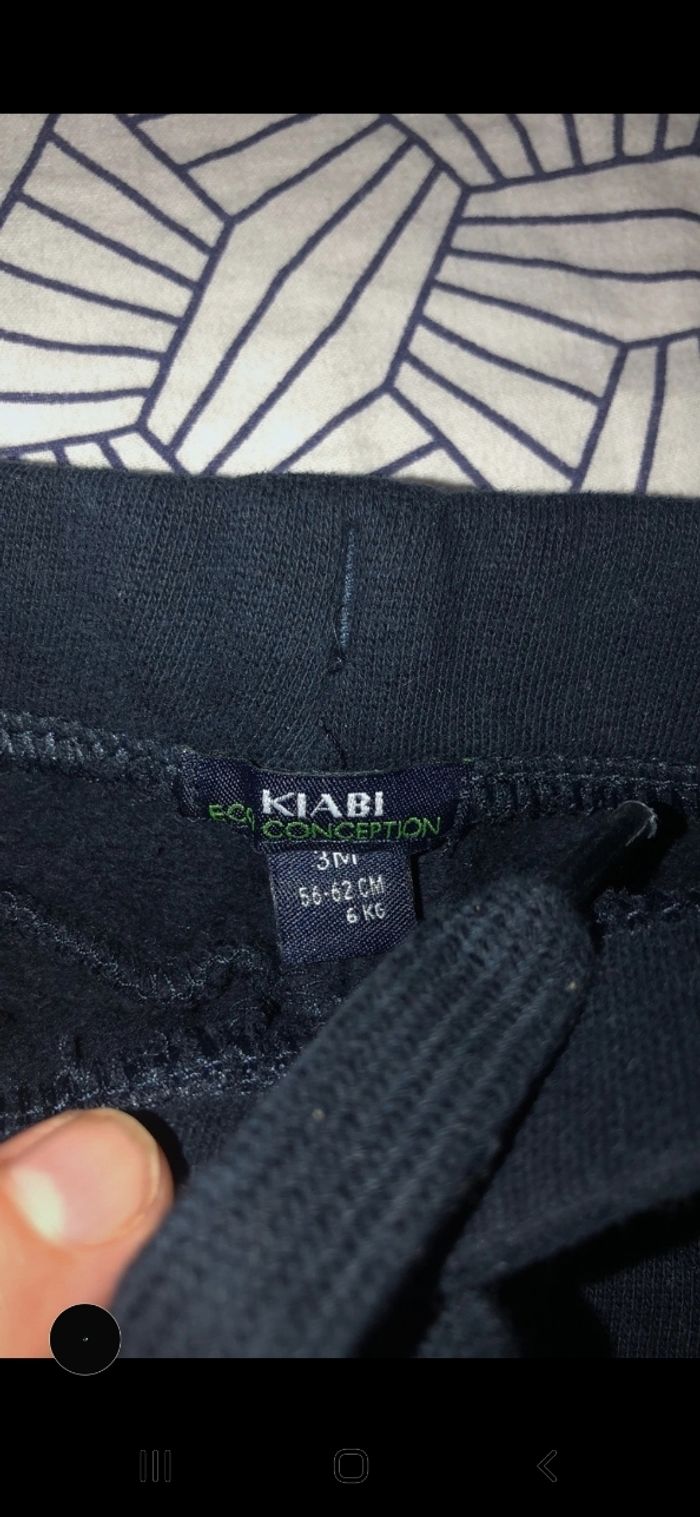 KIABI
ECO CONCEPTION
3M
56-62 CM
6 KG